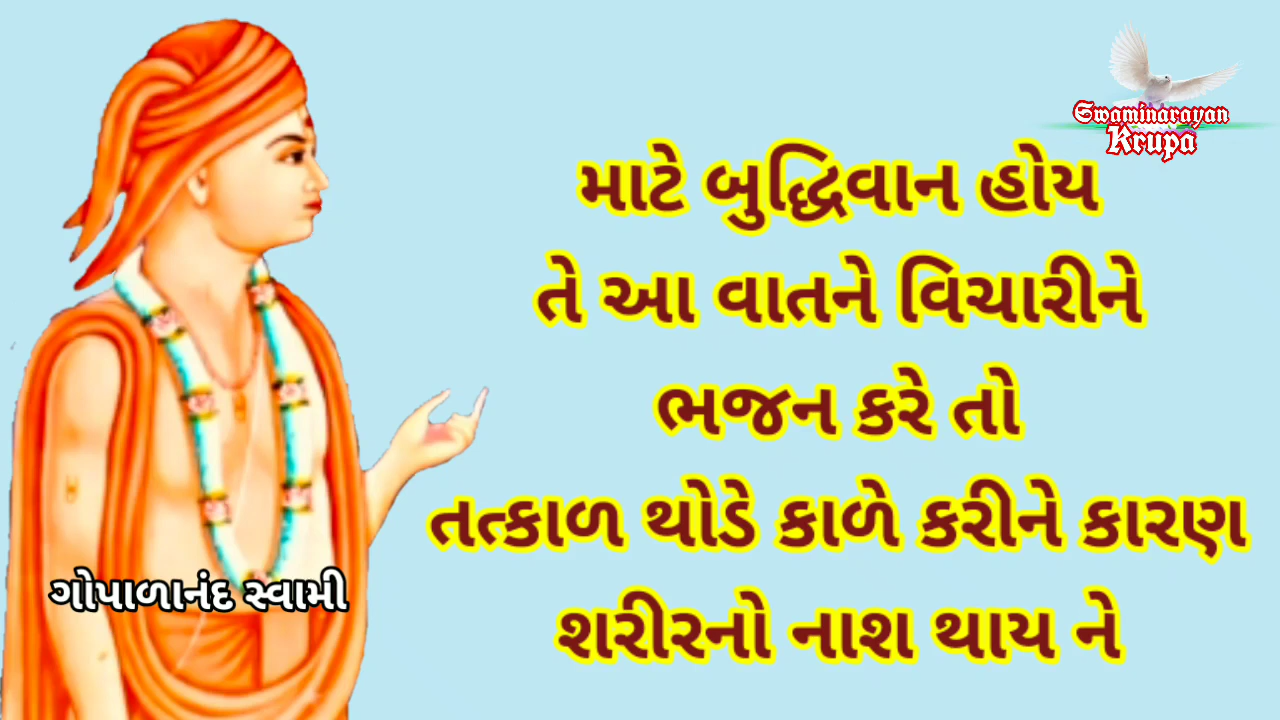 Swaminarayan
Krupa
માટે બુદ્ધિવાન હોય
તે આ વાતને વિચારીને
ભજન કરે તો
તત્કાળ થોડે કાળે કરીને કારણ
શરીરનો નાશ થાય ને
ગોપાળાનંદ સ્વામી